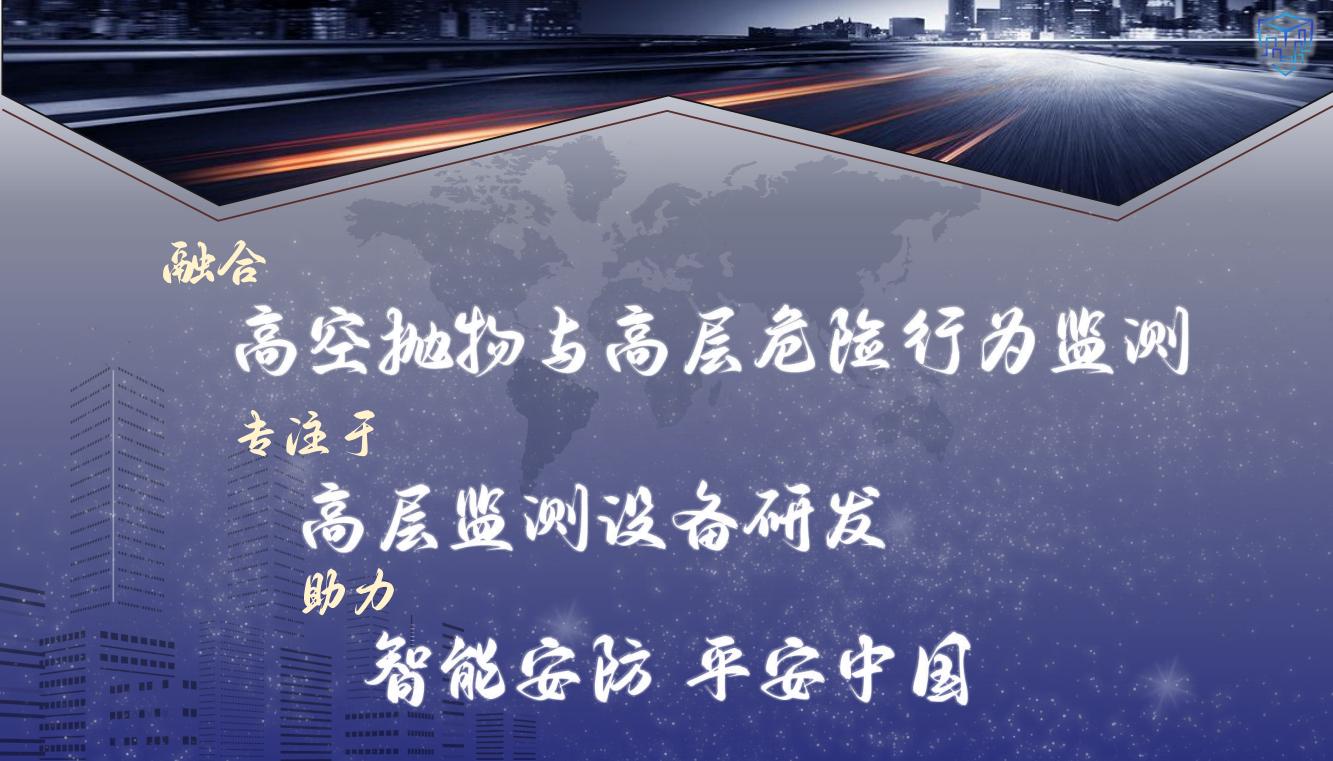 融合
高空抛物与高层危险行为监测
专注于
高层监测设备研发
助力
智能安防 平安中国